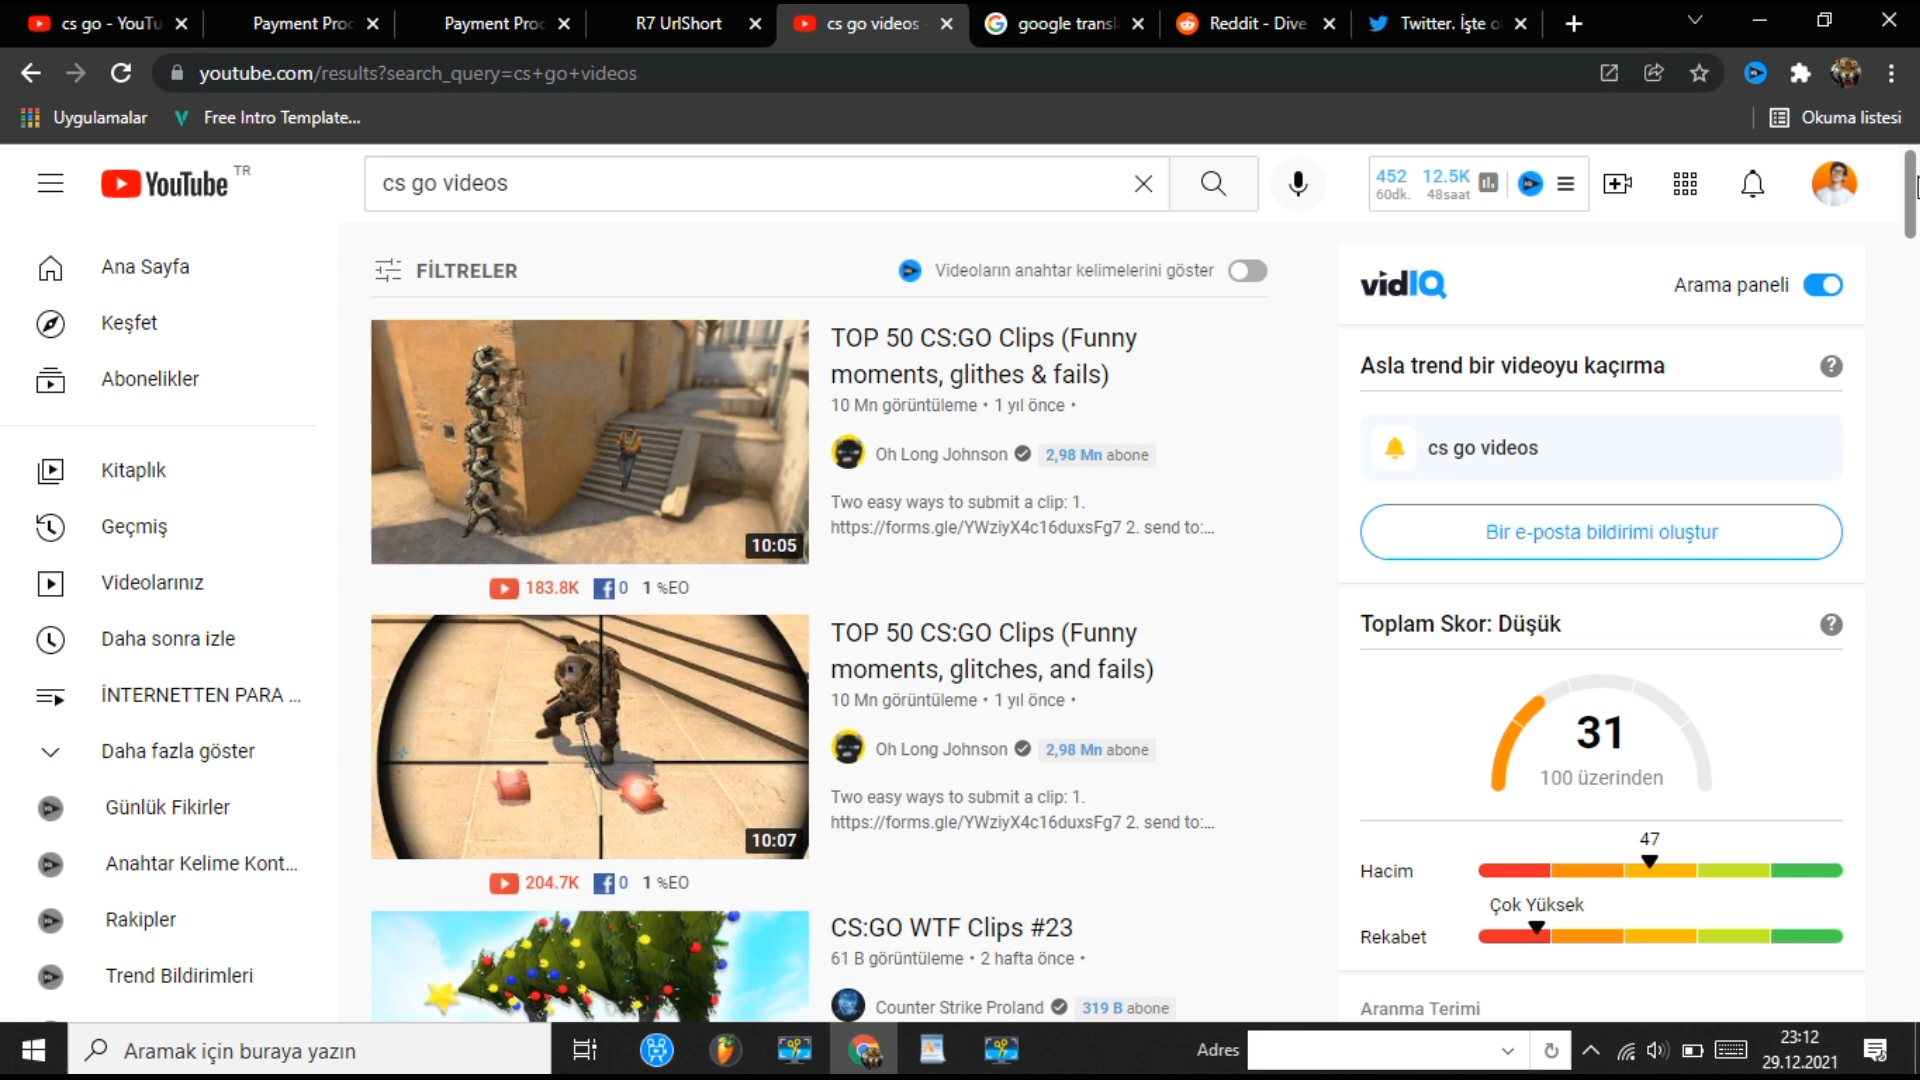 cs go - YouTu
Payment Proc
Payment Proc
R7 UrlShort
cs go videos -
google transl
Reddit - Dive
Twitter. İşte o
youtube.com/results?search_query=cs+go+videos
Uygulamalar
Free Intro Template...
Okuma listesi
YouTube TR
cs go videos
452 12.5K
60dk. 48saat
Ana Sayfa
Keşfet
Abonelikler
Kitaplık
Geçmiş
Videolarınız
Daha sonra izle
İNTERNETTEN PARA ...
Daha fazla göster
Günlük Fikirler
Anahtar Kelime Kont...
Rakipler
Trend Bildirimleri
FİLTRELER
Videoların anahtar kelimelerini göster
10:05
TOP 50 CS:GO Clips (Funny
moments, glithes & fails)
10 Mn görüntüleme • 1 yıl önce •
Oh Long Johnson 2,98 Mn abone
Two easy ways to submit a clip: 1.
https://forms.gle/YWziyX4c16duxsFg7 2. send to:...
183.8K 0 1 %EO
10:07
TOP 50 CS:GO Clips (Funny
moments, glitches, and fails)
10 Mn görüntüleme • 1 yıl önce •
Oh Long Johnson 2,98 Mn abone
Two easy ways to submit a clip: 1.
https://forms.gle/YWziyX4c16duxsFg7 2. send to:...
204.7K 0 1 %EO
CS:GO WTF Clips #23
61 B görüntüleme • 2 hafta önce •
Counter Strike Proland 319 B abone
vidIQ
Arama paneli
Asla trend bir videoyu kaçırma
cs go videos
Bir e-posta bildirimi oluştur
Toplam Skor: Düşük
31
100 üzerinden
47
Hacim
Çok Yüksek
Rekabet
Aranma Terimi
Aramak için buraya yazın
Adres
23:12
29.12.2021